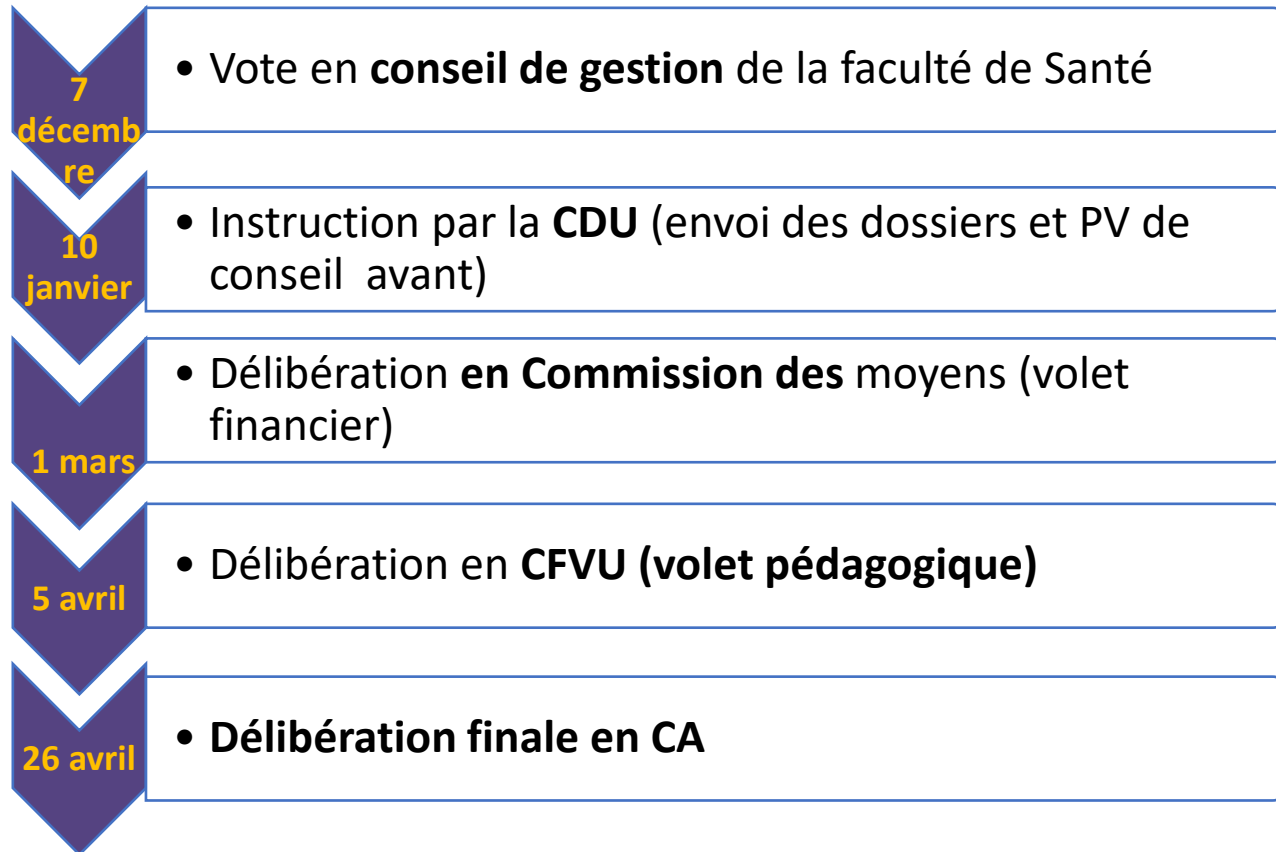 7
décemb
re
• Vote en conseil de gestion de la faculté de Santé
10
janvier
• Instruction par la CDU (envoi des dossiers et PV de
conseil  avant)
1 mars
• Délibération en Commission des moyens (volet
financier)
5 avril
• Délibération en CFVU (volet pédagogique)
26 avril
• Délibération finale en CA